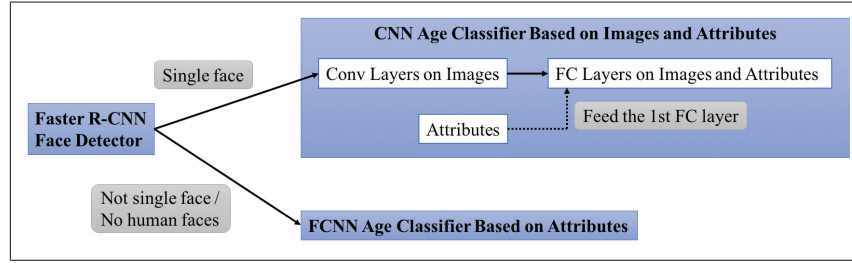 CNN Age Classifier Based on Images and Attributes
Single face
Conv Layers on Images
FC Layers on Images and Attributes
Faster R-CNN
Face Detector
Attributes
Feed the 1st FC layer
Not single face /
No human faces
FCNN Age Classifier Based on Attributes